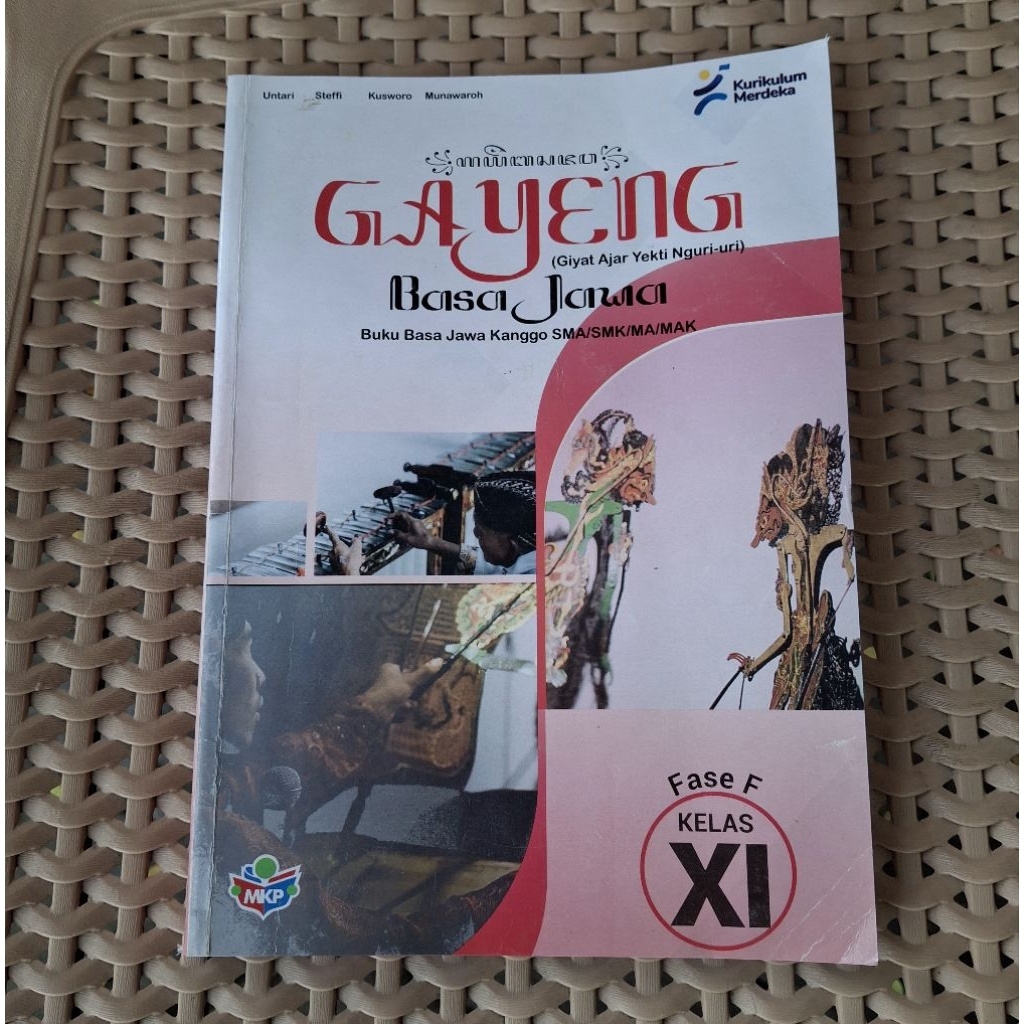 Untari Steffi Kusworo Munawaroh
Kurikulum
Merdeka
GAYENG
(Giyat Ajar Yekti Nguri-uri)
Basa Jawa
Buku Basa Jawa Kanggo SMA/SMK/MA/MAK
Fase F
KELAS
XI
MKP